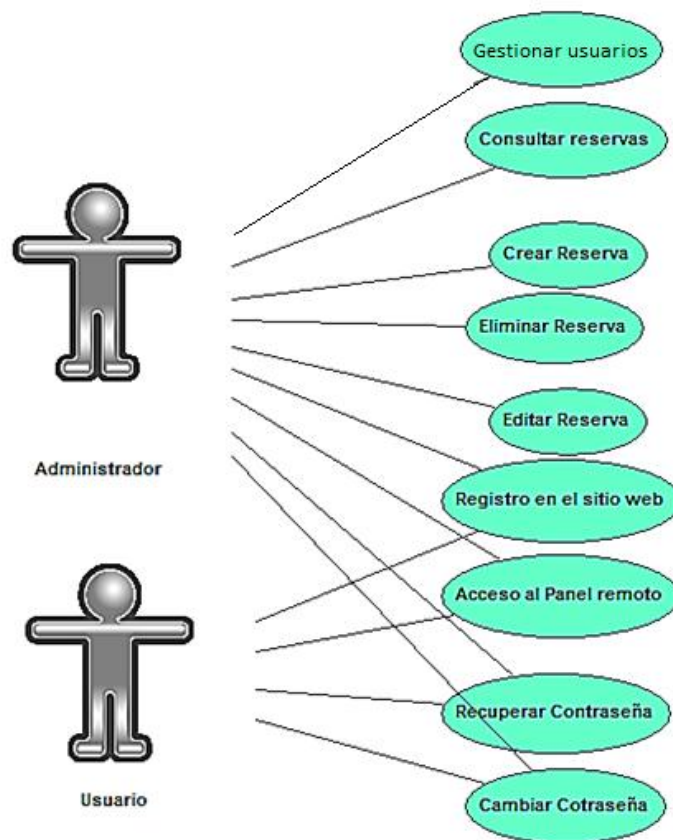 Gestionar usuarios
Consultar reservas
Crear Reserva
Eliminar Reserva
Editar Reserva
Administrador
Registro en el sitio web
Acceso al Panel remoto
Recuperar Contraseña
Usuario
Cambiar Cotraseña